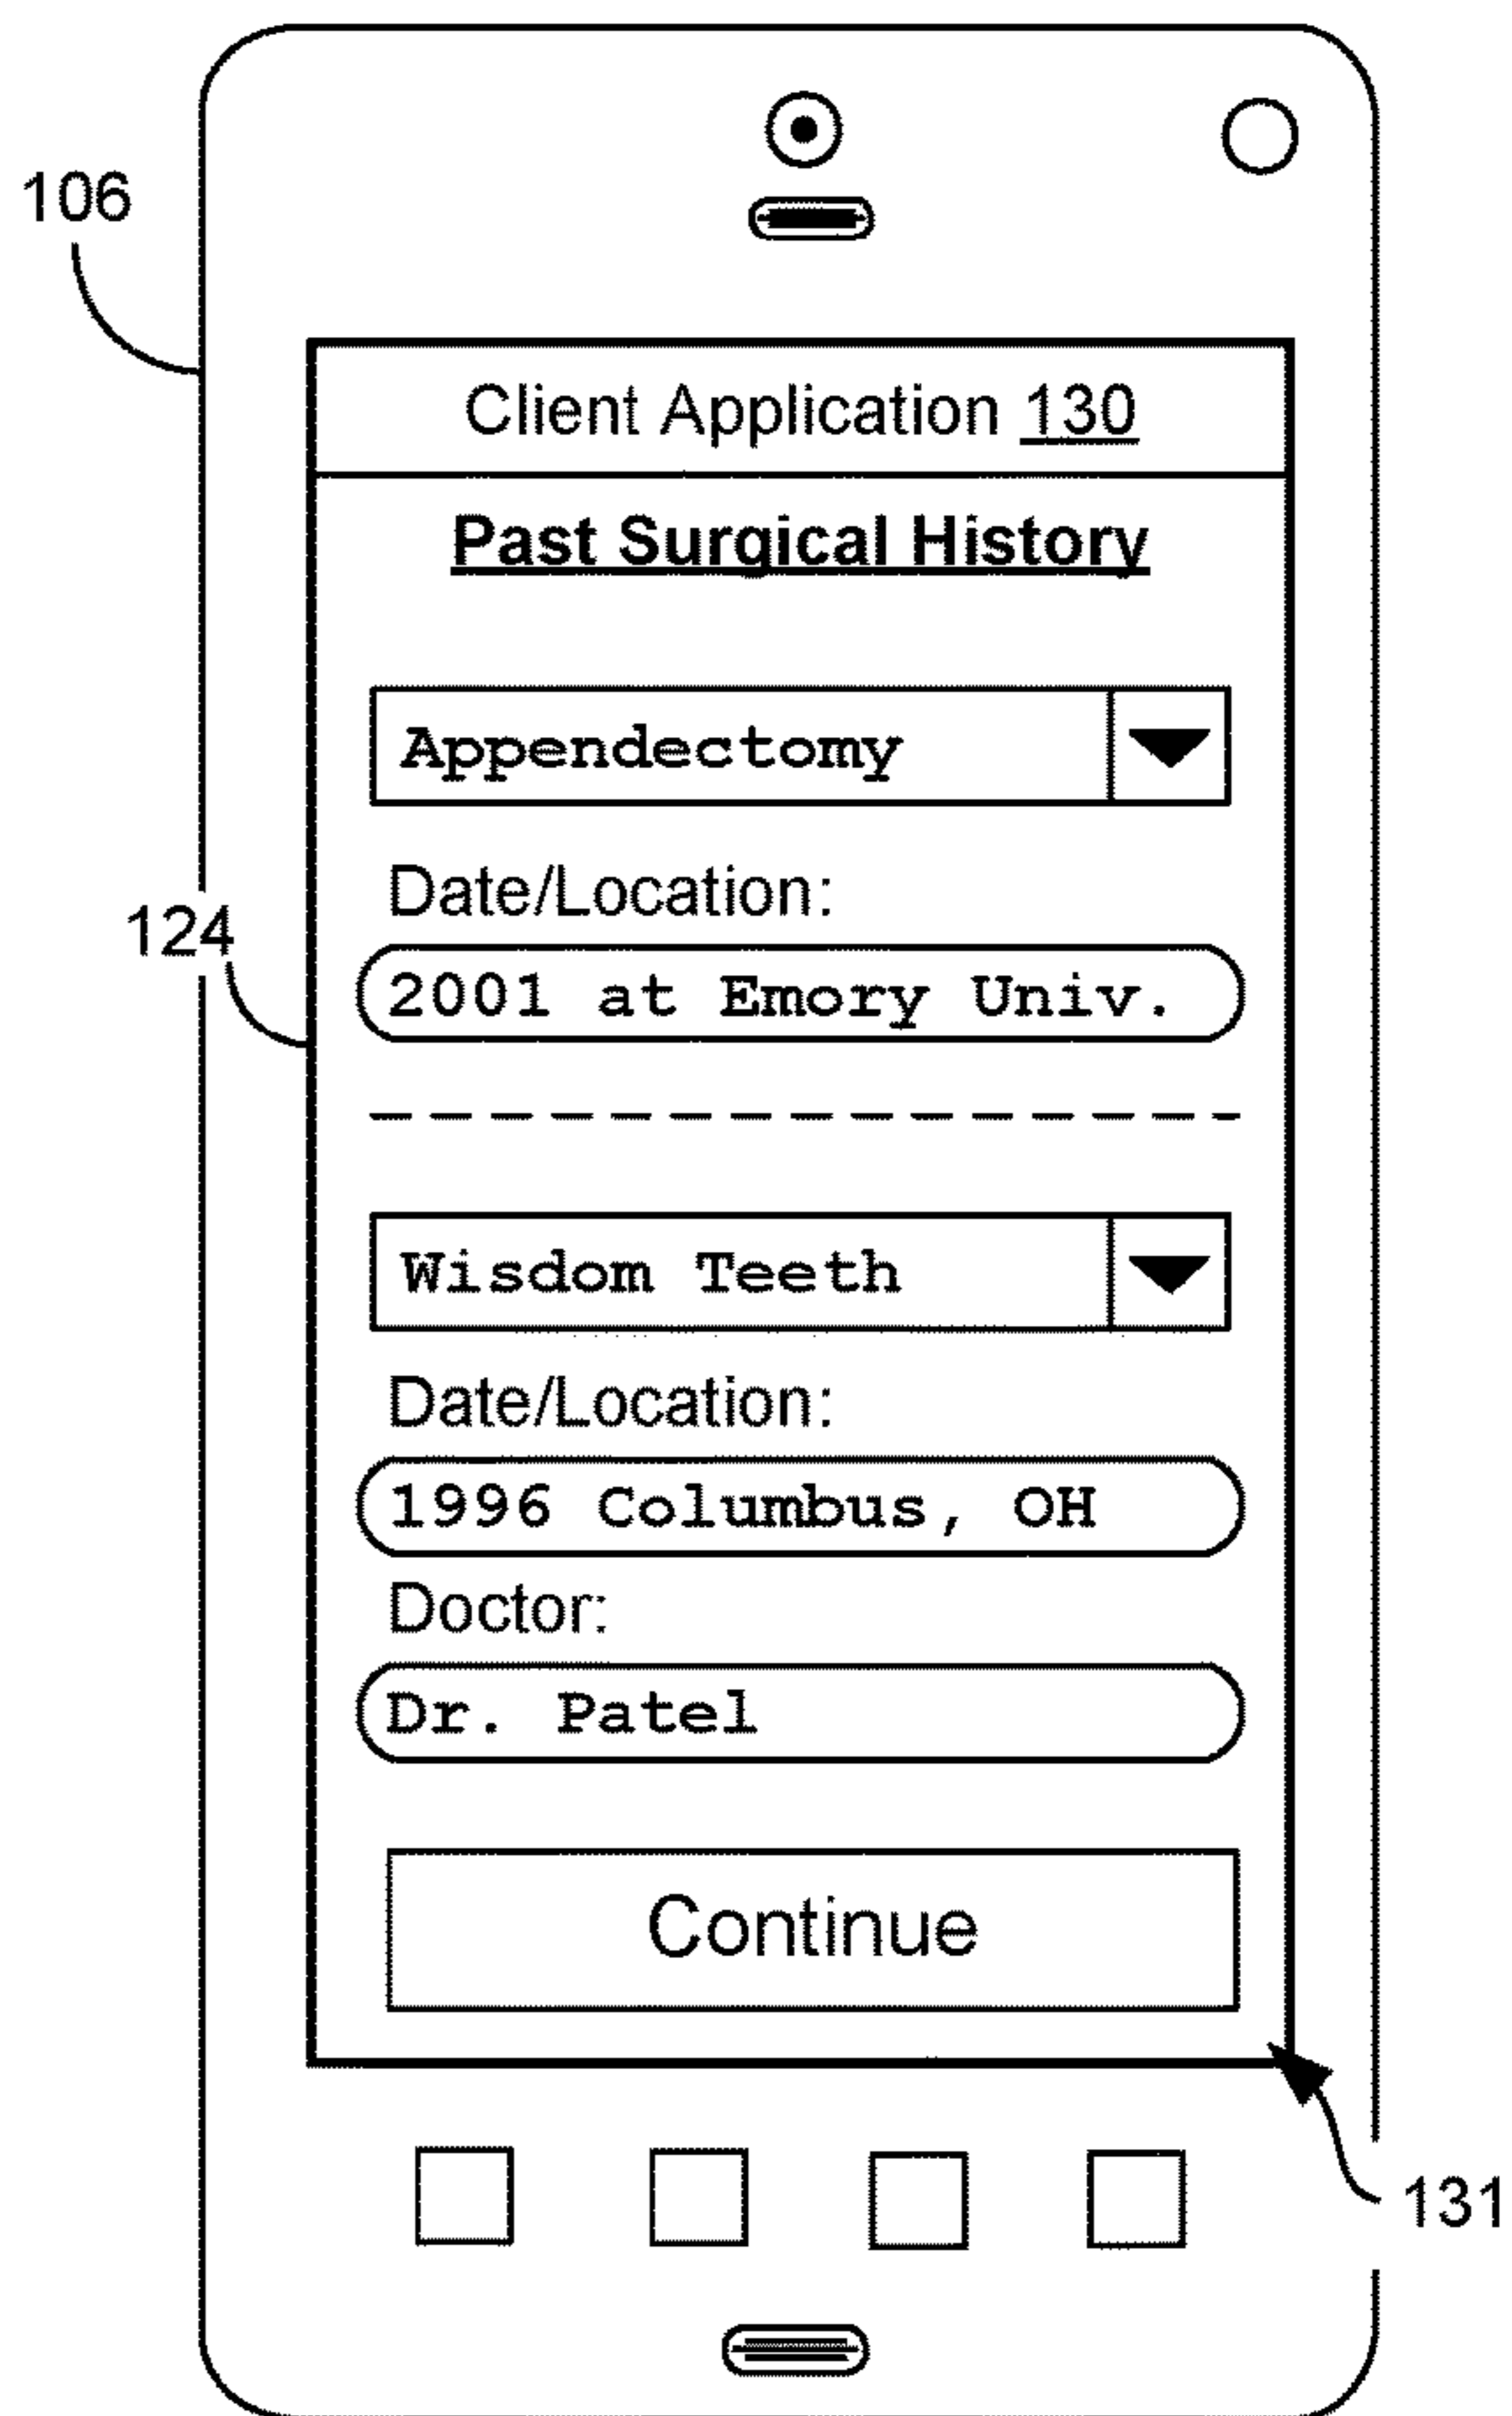 106
Client Application 130
Past Surgical History
Appendectomy
Date/Location:
124
2001 at Emory Univ.
Wisdom Teeth
Date/Location:
1996 Columbus, OH
Doctor:
Dr. Patel
Continue
131